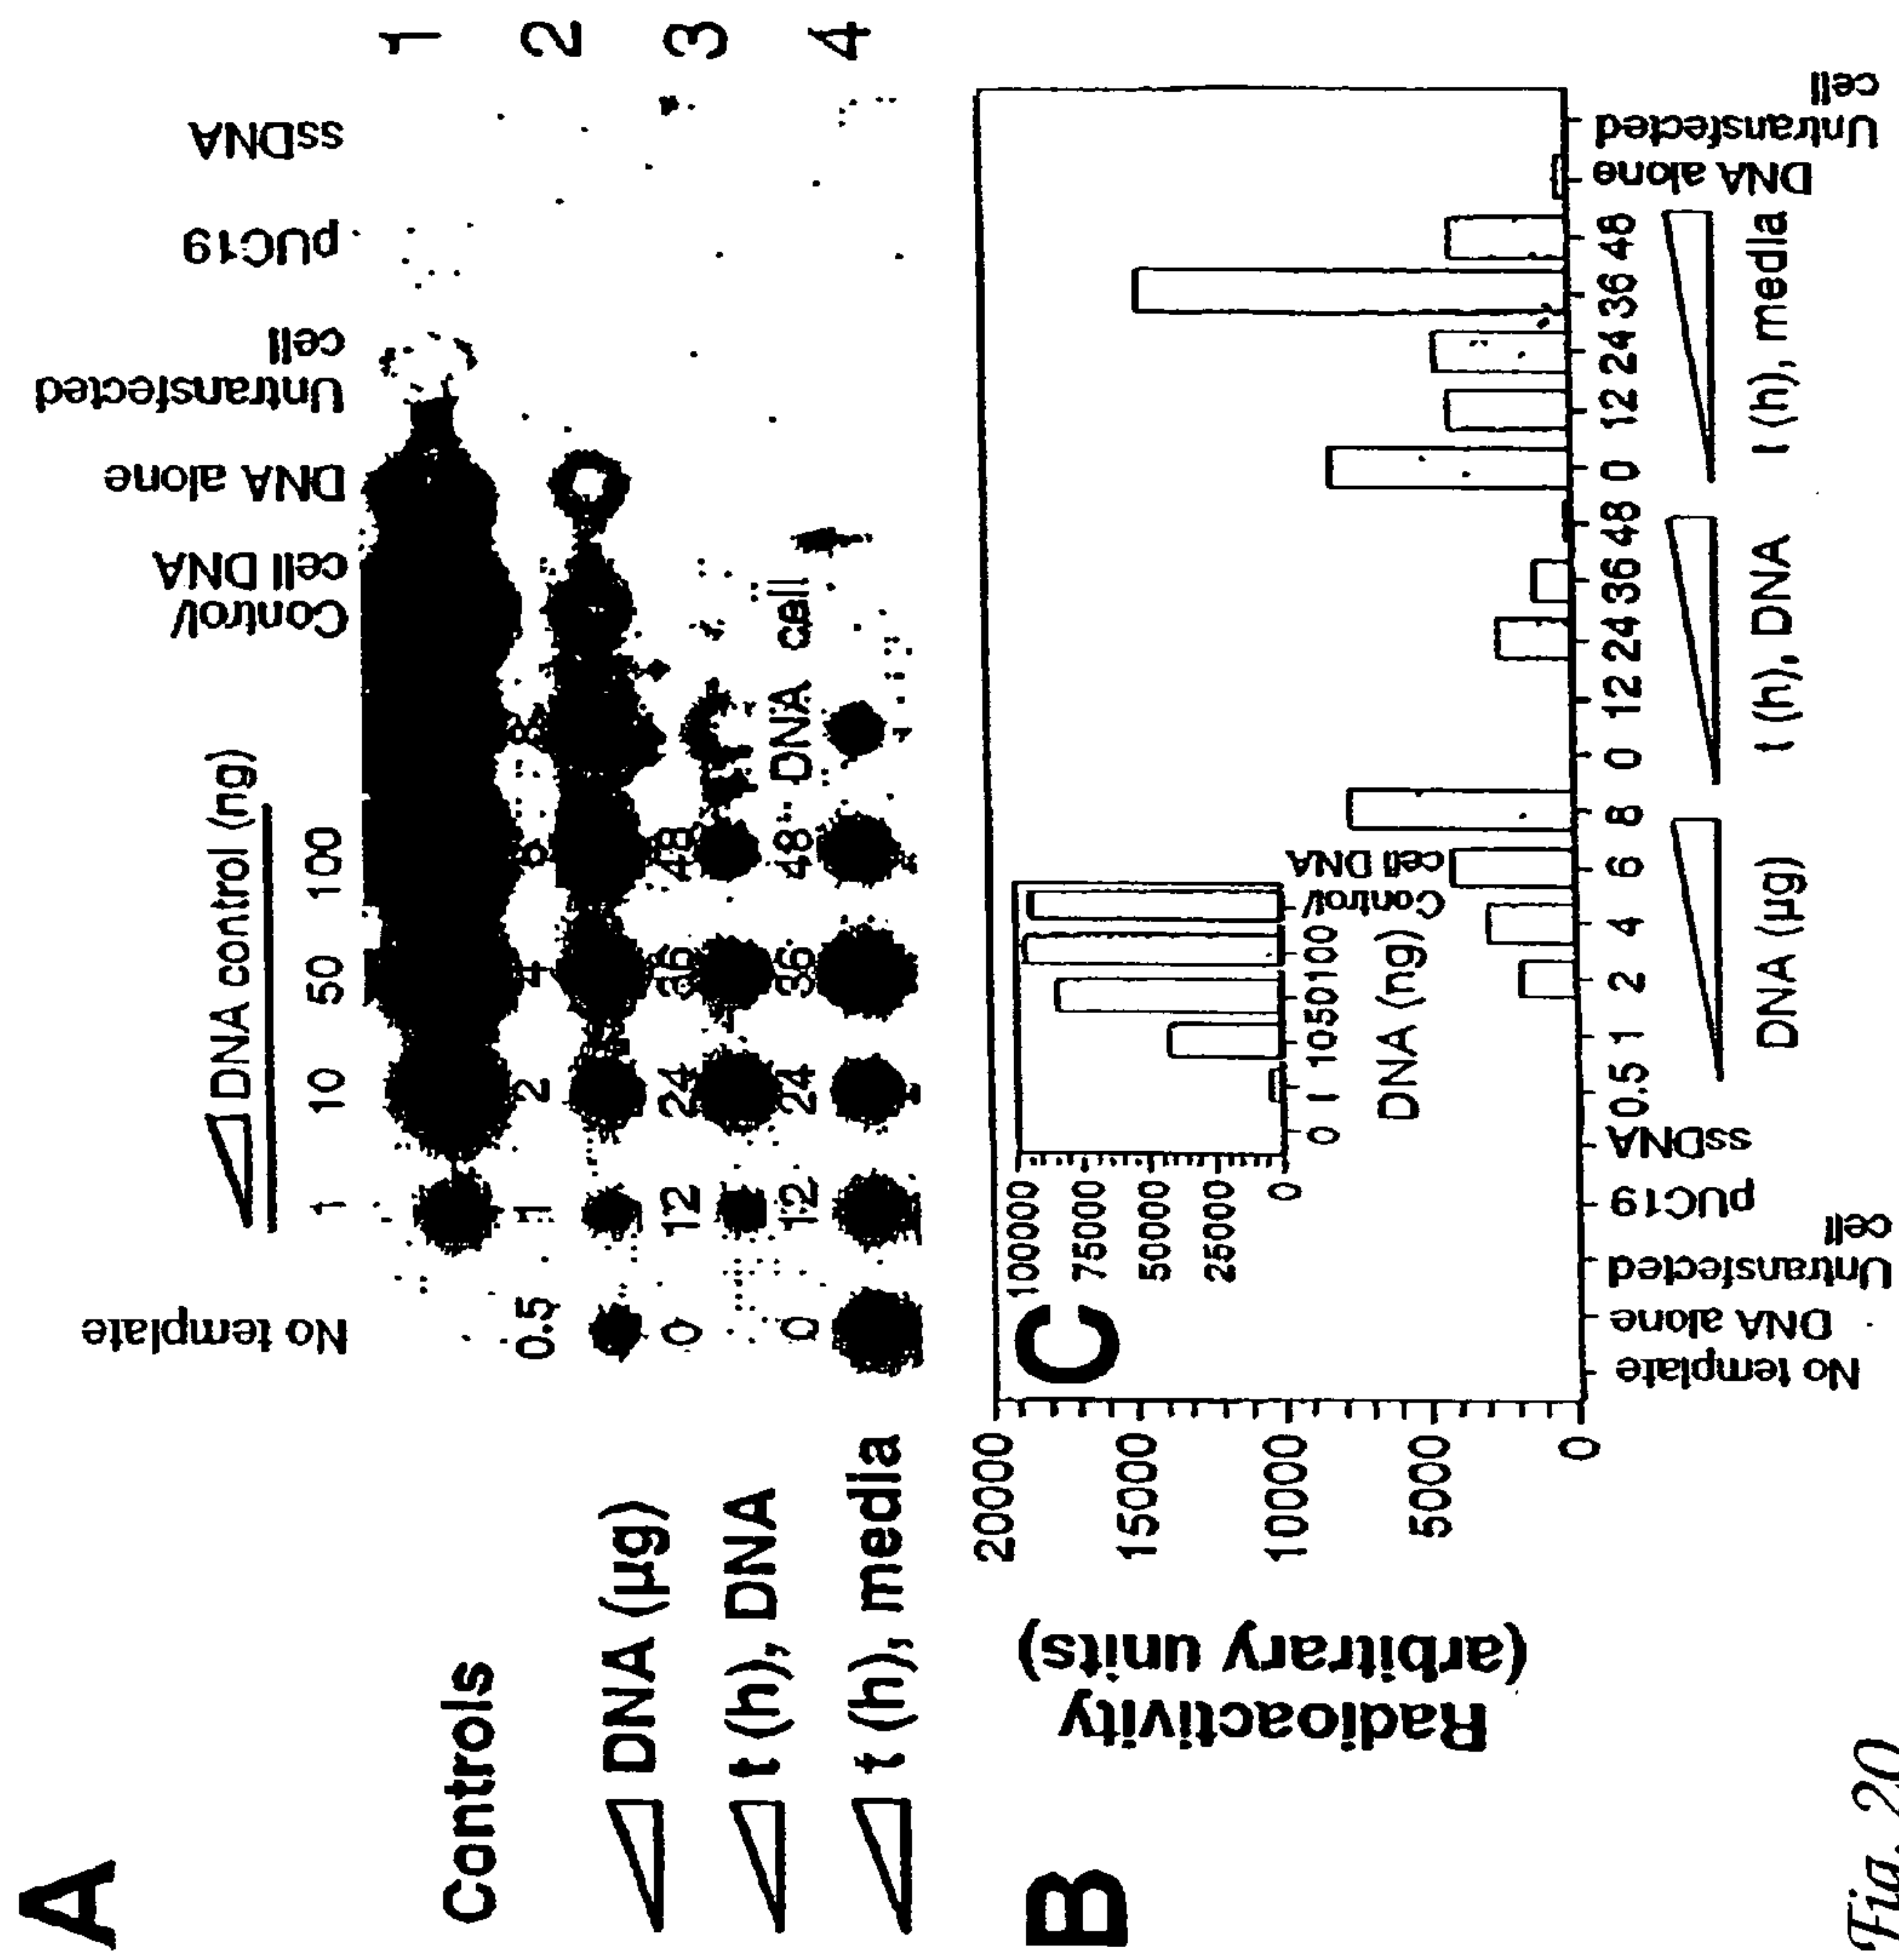 A
DNA control (ng)
No template
1
10
50
100
Control/
cell DNA
DNA alone
Untransfected
cell
pUC19
ssDNA
Controls
1
DNA (µg)
0.5
1
2
4
6
8
2
t (h), DNA
0
12
24
36
48
3
t (h), media
0
12
24
36
48
DNA
cell
4
B
Radioactivity
(arbitrary units)
20000
15000
10000
5000
0
C
100000
75000
50000
25000
0
0
1
10
50
100
Control/
cell DNA
DNA (ng)
No template
DNA alone
Untransfected
cell
pUC19
ssDNA
0.5
1
2
4
6
8
0
12
24
36
48
0
12
24
36
48
DNA alone
Untransfected
cell
DNA (µg)
t (h), DNA
t (h), media
Fig. 20